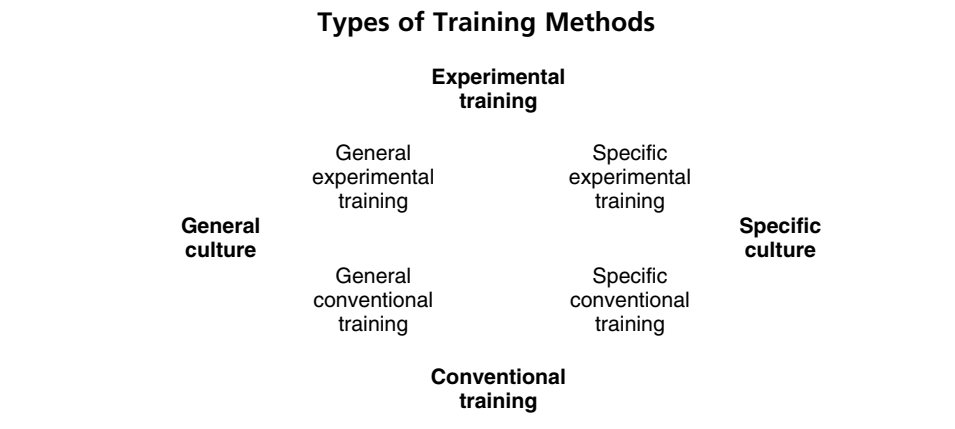 Types of Training Methods
Experimental
training
General
experimental
training
Specific
experimental
training
General
culture
Specific
culture
General
conventional
training
Specific
conventional
training
Conventional
training